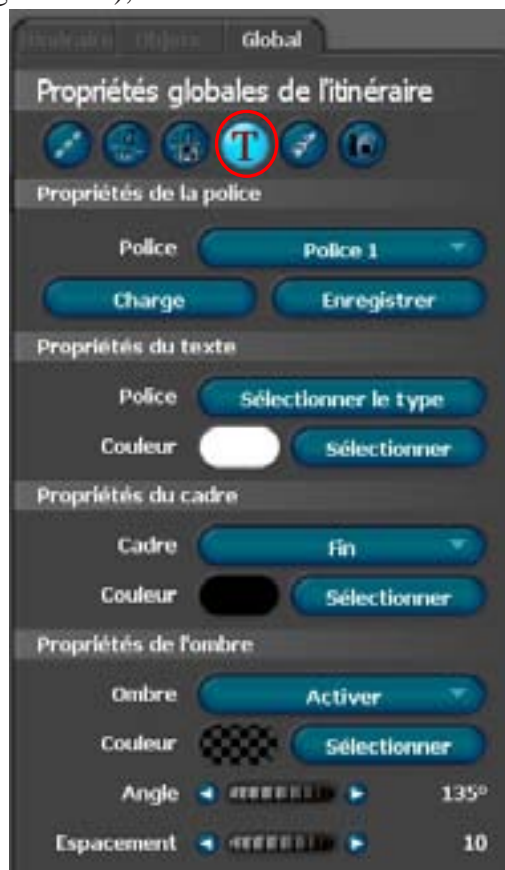 Itinéraire Objets Global
Propriétés globales de l'itinéraire
T
Propriétés de la police
Police Police 1
Charge Enregistrer
Propriétés du texte
Police Sélectionner le type
Couleur Sélectionner
Propriétés du cadre
Cadre Fin
Couleur Sélectionner
Propriétés de l'ombre
Ombre Activer
Couleur Sélectionner
Angle 135°
Espacement 10